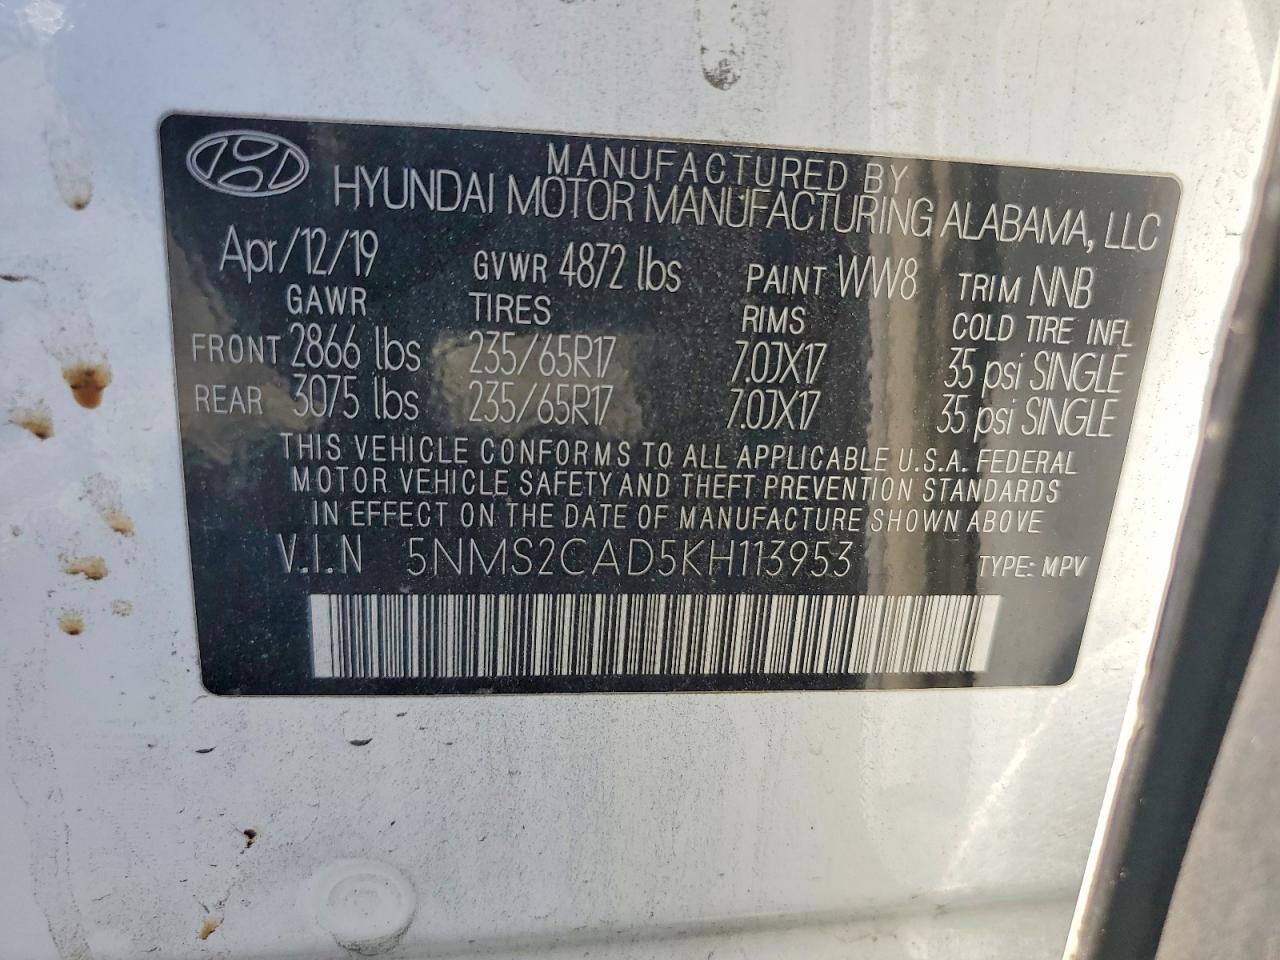 MANUFACTURED BY
HYUNDAI MOTOR MANUFACTURING ALABAMA, LLC
Apr/12/19 GVWR 4872 lbs PAINT WW8 TRIM NNB
GAWR TIRES RIMS COLD TIRE INFL
FRONT 2866 lbs 235/65R17 7.0JX17 35 psi SINGLE
REAR 3075 lbs 235/65R17 7.0JX17 35 psi SINGLE
THIS VEHICLE CONFORMS TO ALL APPLICABLE U.S.A. FEDERAL
MOTOR VEHICLE SAFETY AND THEFT PREVENTION STANDARDS
IN EFFECT ON THE DATE OF MANUFACTURE SHOWN ABOVE
V.I.N 5NMS2CAD5KH113953 TYPE: MPV